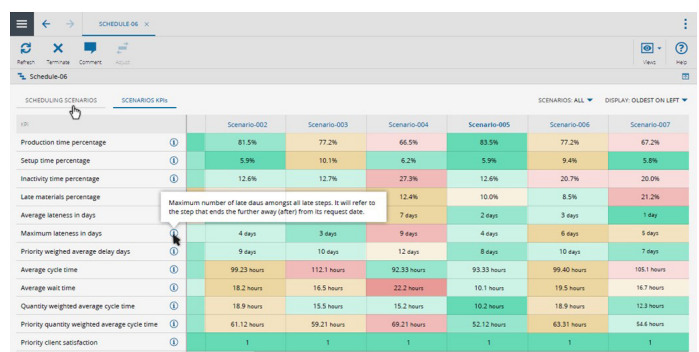 SCHEDULE-06 ×
Refresh Terminate Comment Adjust Views Help
Schedule-06
SCHEDULING SCENARIOS SCENARIOS KPIs SCENARIOS: ALL DISPLAY: OLDEST ON LEFT
KPI Scenario-002 Scenario-003 Scenario-004 Scenario-005 Scenario-006 Scenario-007
Production time percentage 81.5% 77.2% 66.5% 83.5% 77.2% 67.2%
Setup time percentage 5.9% 10.1% 6.2% 5.9% 9.4% 5.8%
Inactivity time percentage 12.6% 12.7% 27.3% 12.6% 20.7% 20.0%
Late materials percentage 12.4% 10.0% 8.5% 21.2%
Maximum number of late daus amongst all late steps. It will refer to
the step that ends the further away (after) from its request date.
Average lateness in days 7 days 2 days 3 days 1 day
Maximum lateness in days 4 days 3 days 9 days 4 days 6 days 5 days
Priority weighed average delay days 9 days 10 days 12 days 8 days 10 days 7 days
Average cycle time 99.23 hours 112.1 hours 92.33 hours 93.33 hours 99.40 hours 105.1 hours
Average wait time 18.2 hours 16.5 hours 22.2 hours 10.1 hours 19.5 hours 16.7 hours
Quantity weighted average cycle time 18.9 hours 15.5 hours 15.2 hours 10.2 hours 18.9 hours 12.3 hours
Priority quantity weighted average cycle time 61.12 hours 59.21 hours 69.21 hours 52.12 hours 63.31 hours 54.6 hours
Priority client satisfaction 1 1 1 1 1 1